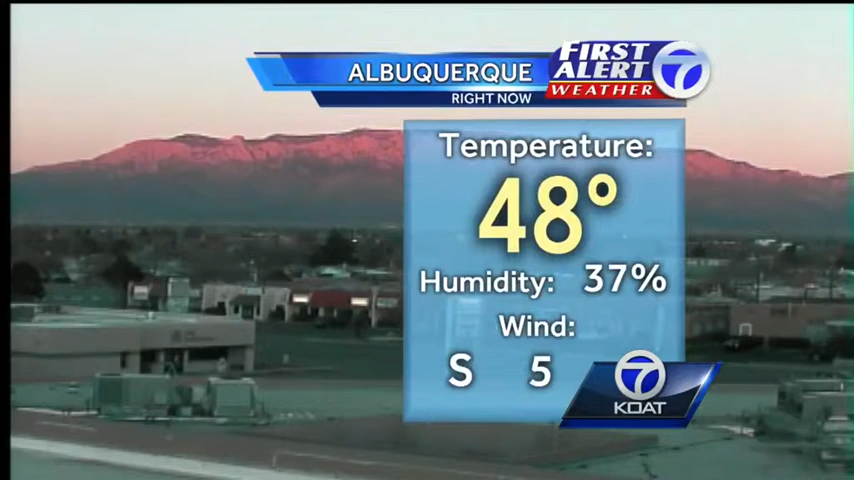 ALBUQUERQUE
FIRST
ALERT 7
WEATHER
RIGHT NOW
Temperature:
48°
Humidity: 37%
Wind:
S 5
7
KOAT